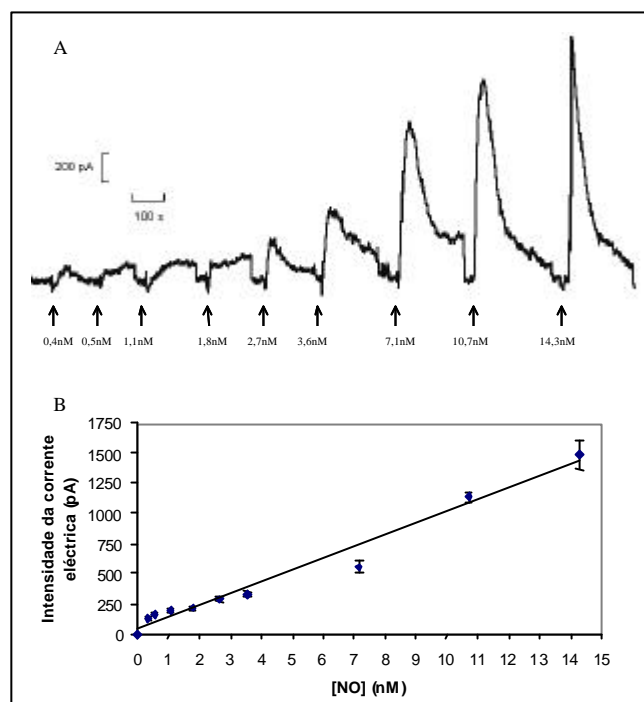 A
200 pA
100 s
0,4nM 0,5nM 1,1nM 1,8nM 2,7nM 3,6nM 7,1nM 10,7nM 14,3nM
B
Intensidade da corrente
eléctrica (pA)
1750
1500
1250
1000
750
500
250
0
0 1 2 3 4 5 6 7 8 9 10 11 12 13 14 15
[NO] (nM)